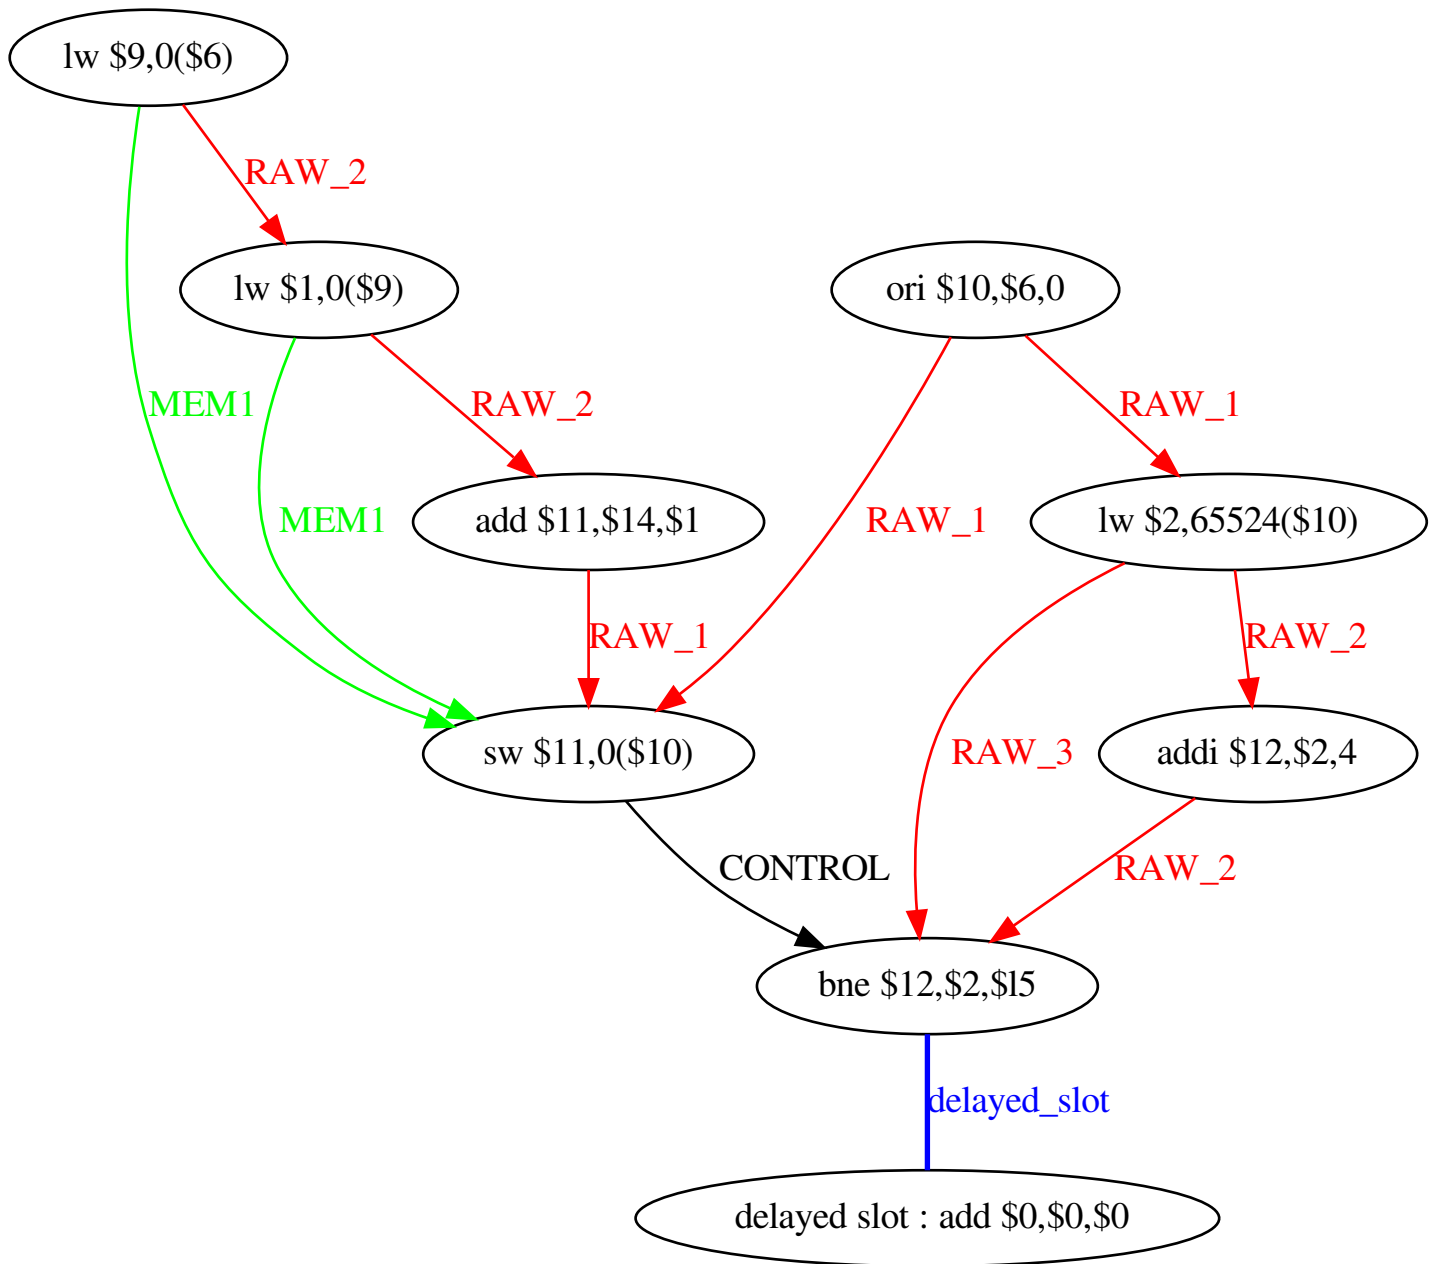 lw $9,0($6)
RAW_2
lw $1,0($9)
ori $10,$6,0
MEM1
RAW_2
RAW_1
MEM1
add $11,$14,$1
RAW_1
lw $2,65524($10)
RAW_1
RAW_2
sw $11,0($10)
RAW_3
addi $12,$2,4
CONTROL
RAW_2
bne $12,$2,$l5
delayed_slot
delayed slot : add $0,$0,$0